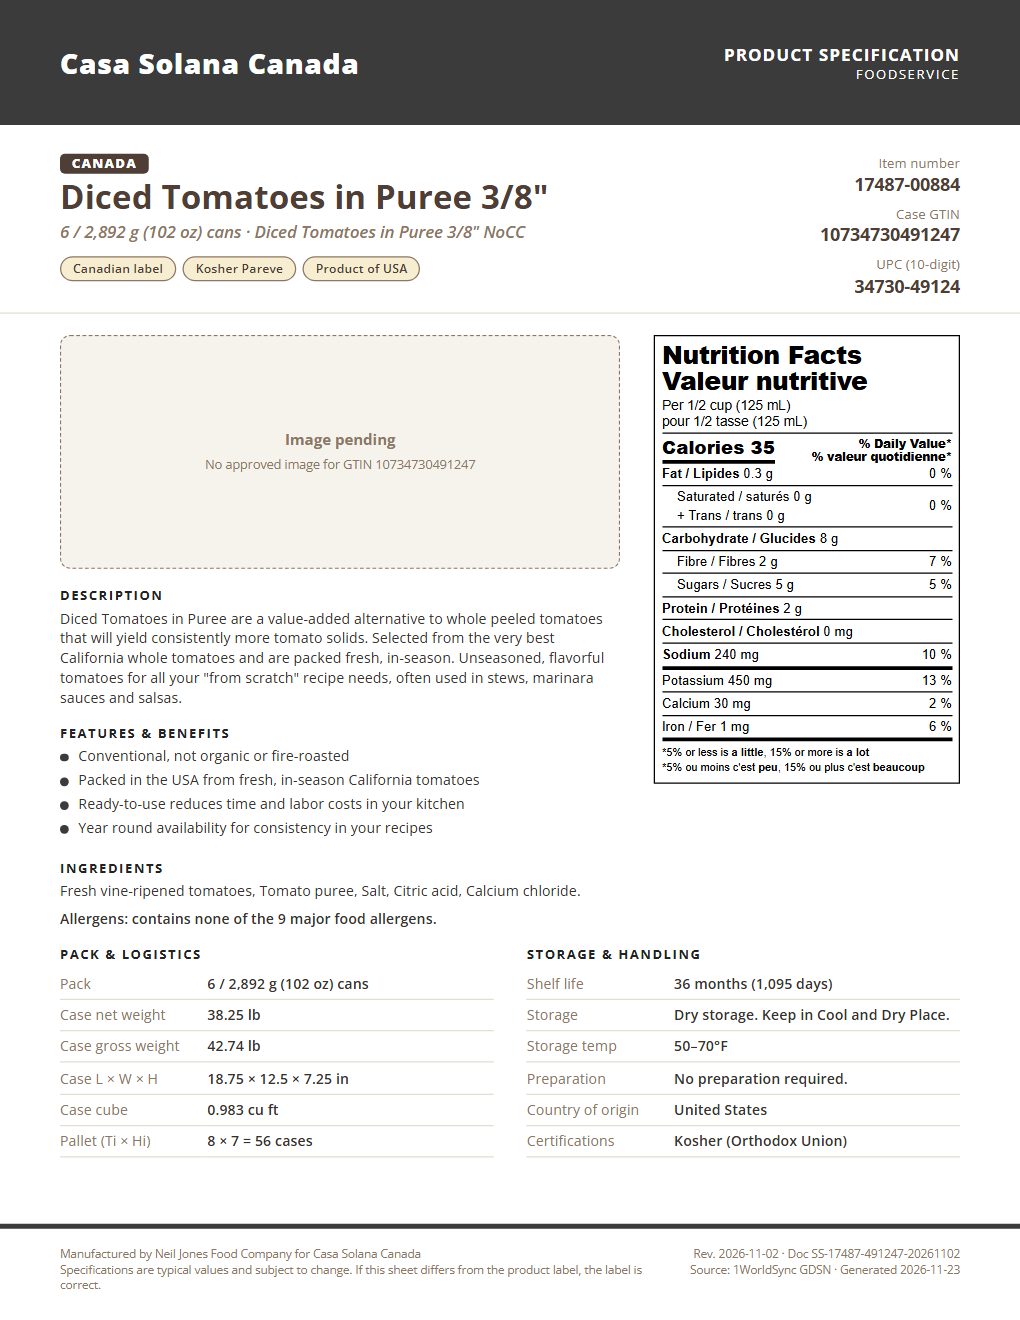 Casa Solana Canada
PRODUCT SPECIFICATION
FOODSERVICE
CANADA
Diced Tomatoes in Puree 3/8"
6 / 2,892 g (102 oz) cans · Diced Tomatoes in Puree 3/8" NoCC
Canadian label
Kosher Pareve
Product of USA
Item number
17487-00884
Case GTIN
10734730491247
UPC (10-digit)
34730-49124
Image pending
No approved image for GTIN 10734730491247
DESCRIPTION
Diced Tomatoes in Puree are a value-added alternative to whole peeled tomatoes
that will yield consistently more tomato solids. Selected from the very best
California whole tomatoes and are packed fresh, in-season. Unseasoned, flavorful
tomatoes for all your "from scratch" recipe needs, often used in stews, marinara
sauces and salsas.
FEATURES & BENEFITS
Conventional, not organic or fire-roasted
Packed in the USA from fresh, in-season California tomatoes
Ready-to-use reduces time and labor costs in your kitchen
Year round availability for consistency in your recipes
Nutrition Facts
Valeur nutritive
Per 1/2 cup (125 mL)
pour 1/2 tasse (125 mL)
Calories 35
% Daily Value*
% valeur quotidienne*
Fat / Lipides 0.3 g 0 %
Saturated / saturés 0 g
+ Trans / trans 0 g
0 %
Carbohydrate / Glucides 8 g
Fibre / Fibres 2 g 7 %
Sugars / Sucres 5 g 5 %
Protein / Protéines 2 g
Cholesterol / Cholestérol 0 mg
Sodium 240 mg 10 %
Potassium 450 mg 13 %
Calcium 30 mg 2 %
Iron / Fer 1 mg 6 %
*5% or less is a little, 15% or more is a lot
*5% ou moins c'est peu, 15% ou plus c'est beaucoup
INGREDIENTS
Fresh vine-ripened tomatoes, Tomato puree, Salt, Citric acid, Calcium chloride.
Allergens: contains none of the 9 major food allergens.
PACK & LOGISTICS
Pack 6 / 2,892 g (102 oz) cans
Case net weight 38.25 lb
Case gross weight 42.74 lb
Case L × W × H 18.75 × 12.5 × 7.25 in
Case cube 0.983 cu ft
Pallet (Ti × Hi) 8 × 7 = 56 cases
STORAGE & HANDLING
Shelf life 36 months (1,095 days)
Storage Dry storage. Keep in Cool and Dry Place.
Storage temp 50–70°F
Preparation No preparation required.
Country of origin United States
Certifications Kosher (Orthodox Union)
Manufactured by Neil Jones Food Company for Casa Solana Canada
Specifications are typical values and subject to change. If this sheet differs from the product label, the label is
correct.
Rev. 2026-11-02 · Doc SS-17487-491247-20261102
Source: 1WorldSync GDSN · Generated 2026-11-23